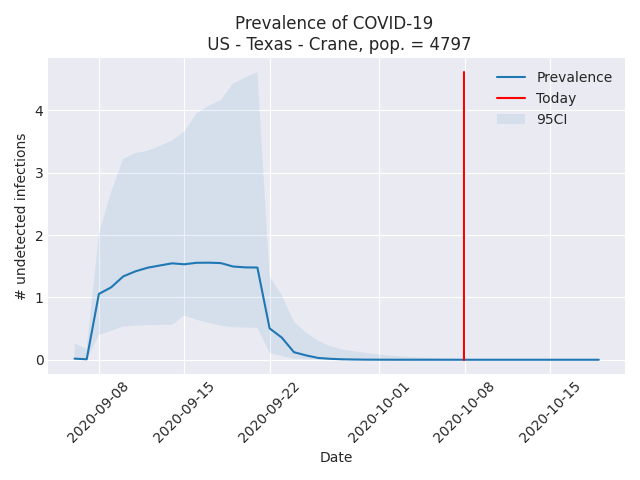 Prevalence of COVID-19
US - Texas - Crane, pop. = 4797
Prevalence
Today
95CI
# undetected infections
4
3
2
1
0
2020-09-08
2020-09-15
2020-09-22
2020-10-01
2020-10-08
2020-10-15
Date